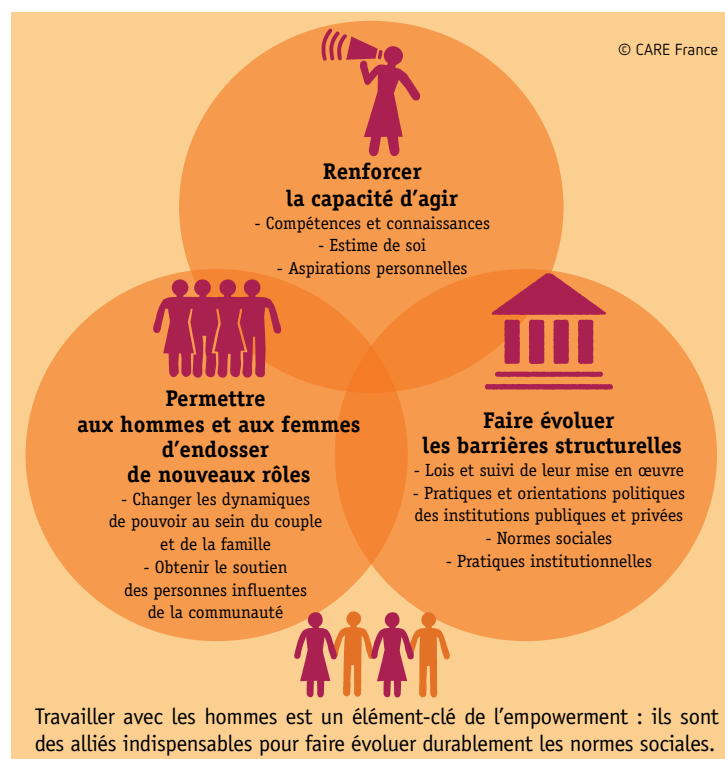 © CARE France
Renforcer
la capacité d’agir
- Compétences et connaissances
- Estime de soi
- Aspirations personnelles
Permettre
aux hommes et aux femmes
d’endosser
de nouveaux rôles
- Changer les dynamiques
de pouvoir au sein du couple
et de la famille
- Obtenir le soutien
des personnes influentes
de la communauté
Faire évoluer
les barrières structurelles
- Lois et suivi de leur mise en œuvre
- Pratiques et orientations politiques
des institutions publiques et privées
- Normes sociales
- Pratiques institutionnelles
Travailler avec les hommes est un élément-clé de l’empowerment : ils sont
des alliés indispensables pour faire évoluer durablement les normes sociales.